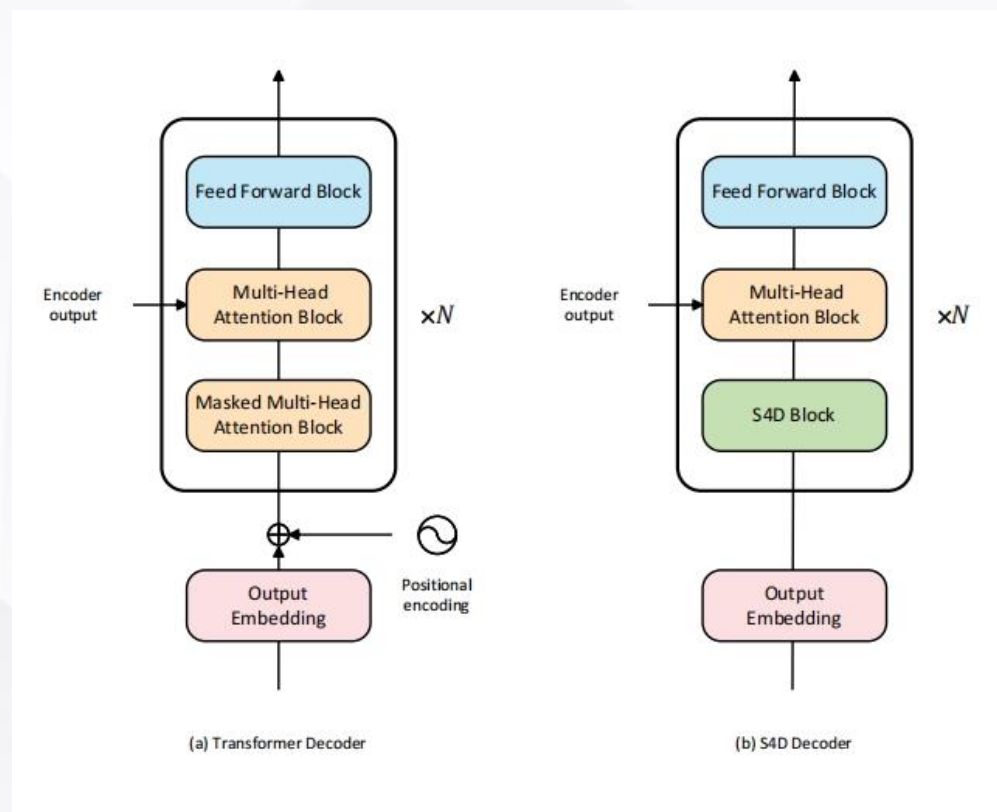 Feed Forward Block
Encoder
output
Multi-Head
Attention Block
×N
Masked Multi-Head
Attention Block
Positional
encoding
Output
Embedding
(a) Transformer Decoder
Feed Forward Block
Encoder
output
Multi-Head
Attention Block
×N
S4D Block
Output
Embedding
(b) S4D Decoder